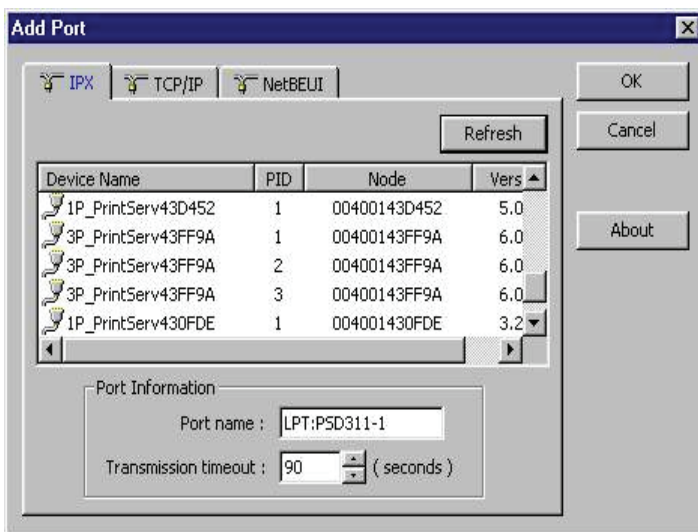 Add Port
IPX TCP/IP NetBEUI
OK
Refresh
Cancel
Device Name PID Node Vers
1P_PrintServ43D452 1 00400143D452 5.0
3P_PrintServ43FF9A 1 00400143FF9A 6.0
About
3P_PrintServ43FF9A 2 00400143FF9A 6.0
3P_PrintServ43FF9A 3 00400143FF9A 6.0
1P_PrintServ430FDE 1 004001430FDE 3.2
Port Information
Port name : LPT:PSD311-1
Transmission timeout : 90 ( seconds )